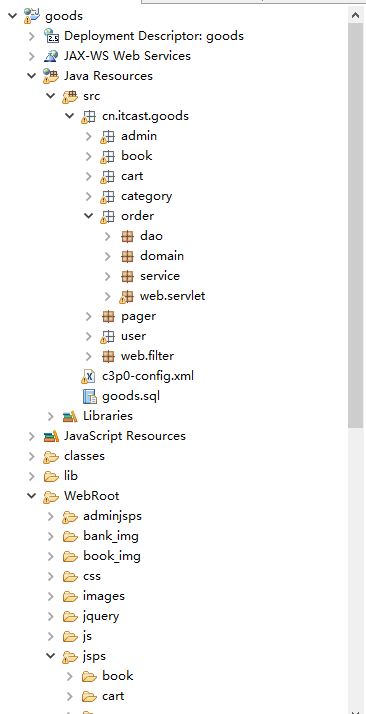 goods
Deployment Descriptor: goods
JAX-WS Web Services
Java Resources
src
cn.itcast.goods
admin
book
cart
category
order
dao
domain
service
web.servlet
pager
user
web.filter
c3p0-config.xml
goods.sql
Libraries
JavaScript Resources
classes
lib
WebRoot
adminjsps
bank_img
book_img
css
images
jquery
js
jsps
book
cart